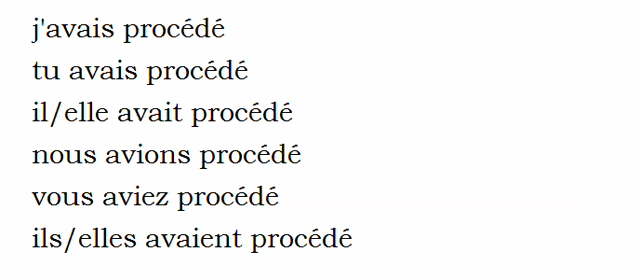 j'avais procédé
tu avais procédé
il/elle avait procédé
nous avions procédé
vous aviez procédé
ils/elles avaient procédé